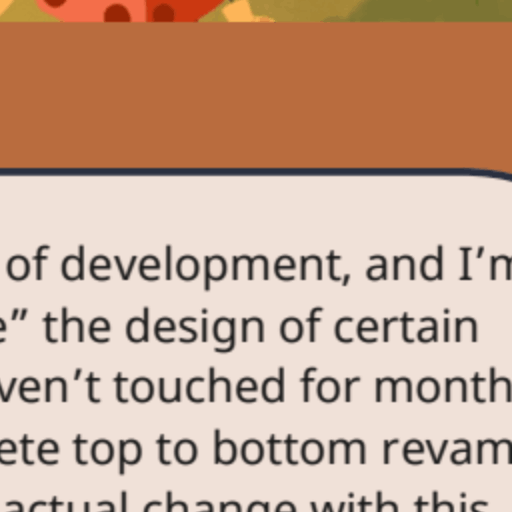 of development, and I’m
e” the design of certain
ven’t touched for month
ete top to bottom revam
actual change with this